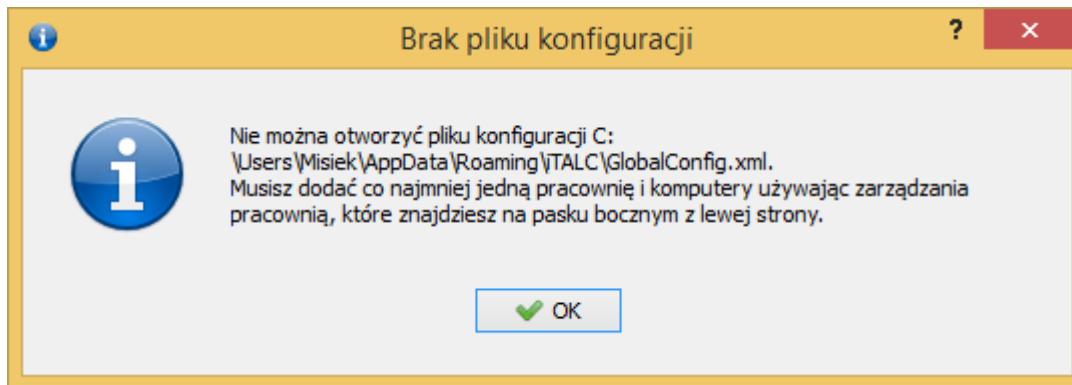 Brak pliku konfiguracji
?
Nie można otworzyć pliku konfiguracji C:
\Users\Misiek\AppData\Roaming\iTALC\GlobalConfig.xml.
Musisz dodać co najmniej jedną pracownię i komputery używając zarządzania
pracownią, które znajdziesz na pasku bocznym z lewej strony.
OK